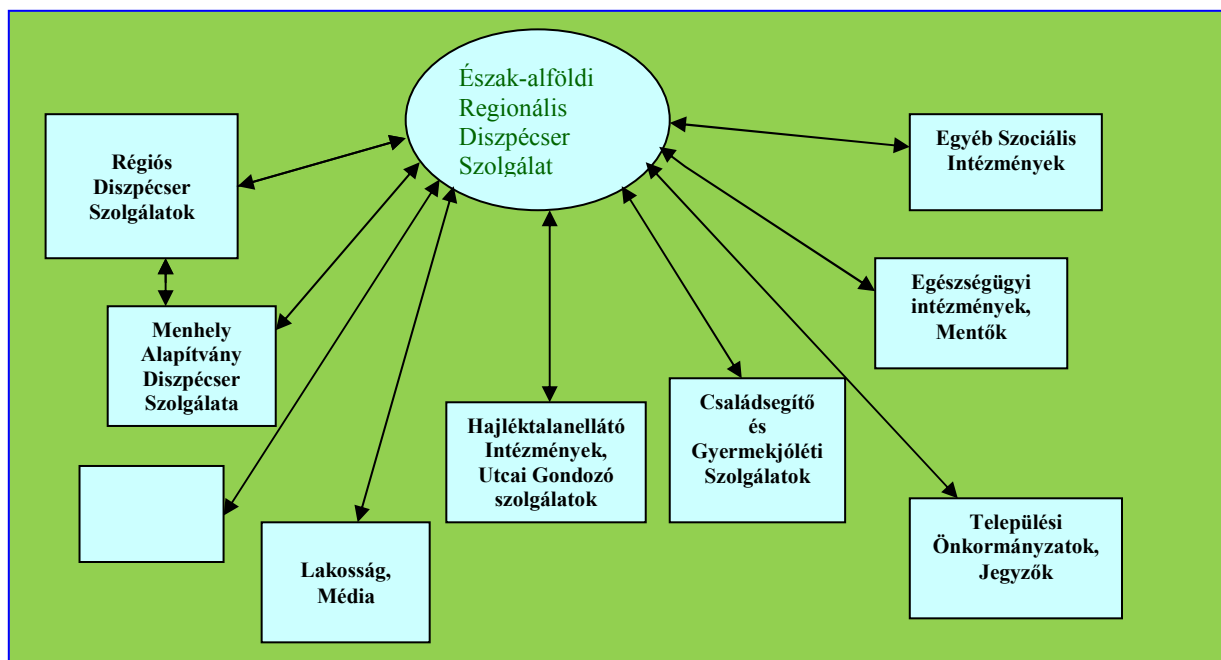 Észak-alföldi
Regionális
Diszpécser
Szolgálat
Régiós
Diszpécser
Szolgálatok
Egyéb Szociális
Intézmények
Menhely
Alapítvány
Diszpécser
Szolgálata
Egészségügyi
intézmények,
Mentők
Hajléktalanellátó
Intézmények,
Utcai Gondozó
szolgálatok
Családsegítő
és
Gyermekjóléti
Szolgálatok
Lakosság,
Média
Települési
Önkormányzatok,
Jegyzők